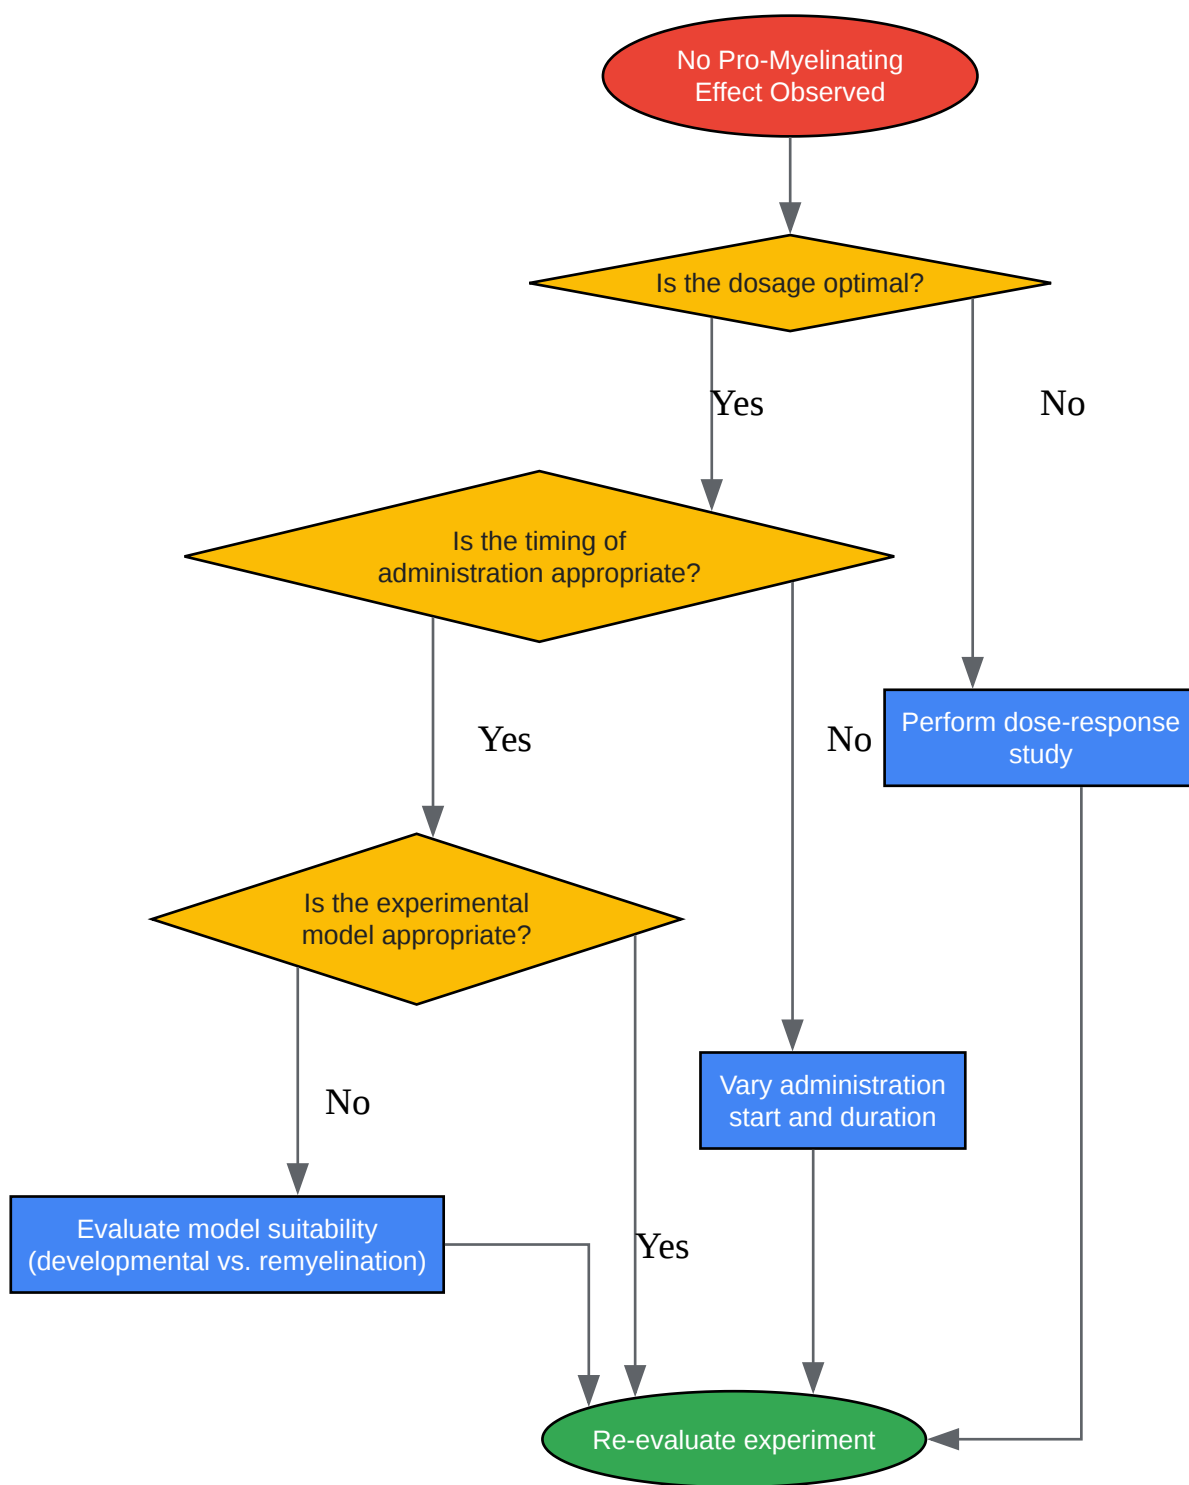 No Pro-Myelinating
Effect Observed
Is the dosage optimal?
Yes
No
Is the timing of
administration appropriate?
Yes
No
Perform dose-response
study
Is the experimental
model appropriate?
No
Vary administration
start and duration
Evaluate model suitability
(developmental vs. remyelination)
Yes
Re-evaluate experiment